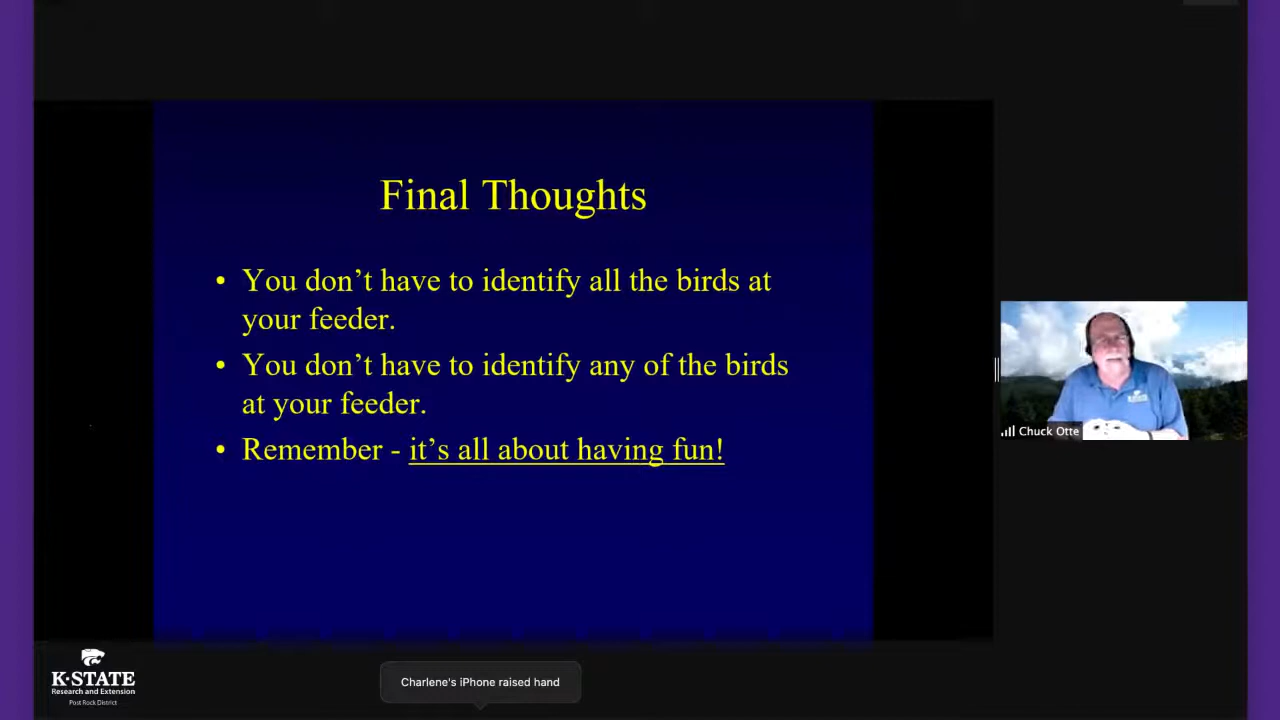 Final Thoughts
• You don't have to identify all the birds at
your feeder.
• You don't have to identify any of the birds
at your feeder.
• Remember - it's all about having fun!
Chuck Otte
K·STATE
Research and Extension
Post Rock District
Charlene's iPhone raised hand